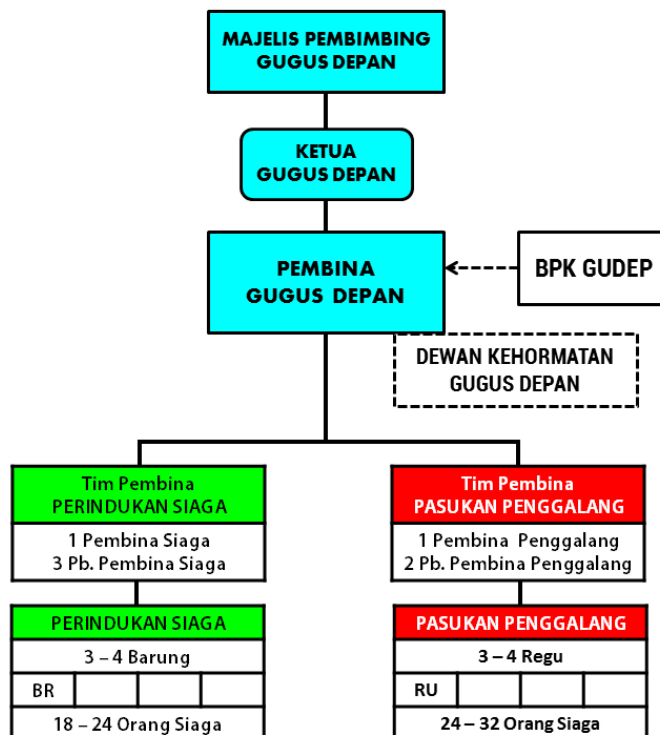 MAJELIS PEMBIMBING
GUGUS DEPAN
KETUA
GUGUS DEPAN
PEMBINA
GUGUS DEPAN
BPK GUDEP
DEWAN KEHORMATAN
GUGUS DEPAN
Tim Pembina
PERINDUKAN SIAGA
1 Pembina Siaga
3 Pb. Pembina Siaga
PERINDUKAN SIAGA
3 – 4 Barung
BR
18 – 24 Orang Siaga
Tim Pembina
PASUKAN PENGGALANG
1 Pembina Penggalang
2 Pb. Pembina Penggalang
PASUKAN PENGGALANG
3 – 4 Regu
RU
24 – 32 Orang Siaga